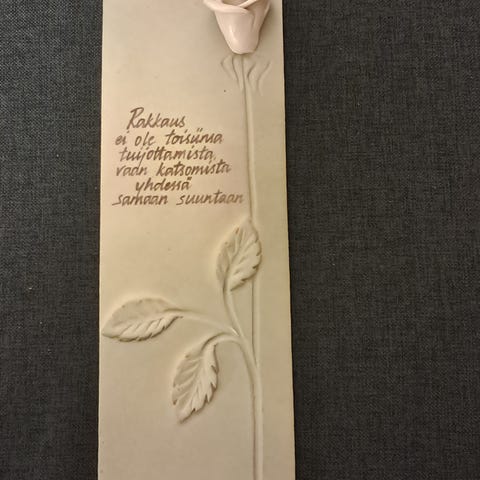 Rakkaus
ei ole toisiinsa
tuijottamista,
vaan katsomista
yhdessä
samaan suuntaan